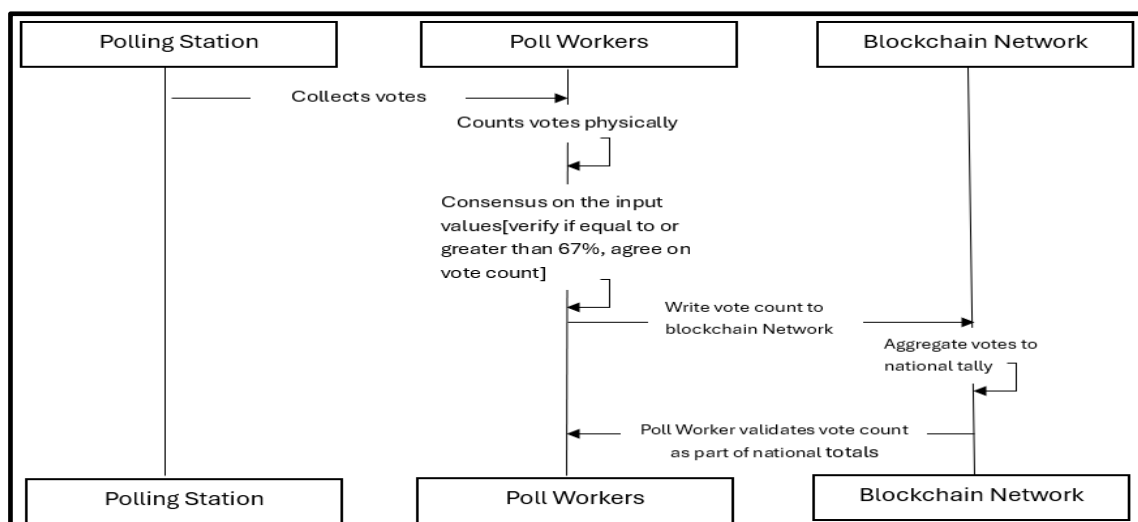 Polling Station
Poll Workers
Blockchain Network
Collects votes
Counts votes physically
Consensus on the input
values[verify if equal to or
greater than 67%, agree on
vote count]
Write vote count to
blockchain Network
Aggregate votes to
national tally
Poll Worker validates vote count
as part of national totals
Polling Station
Poll Workers
Blockchain Network